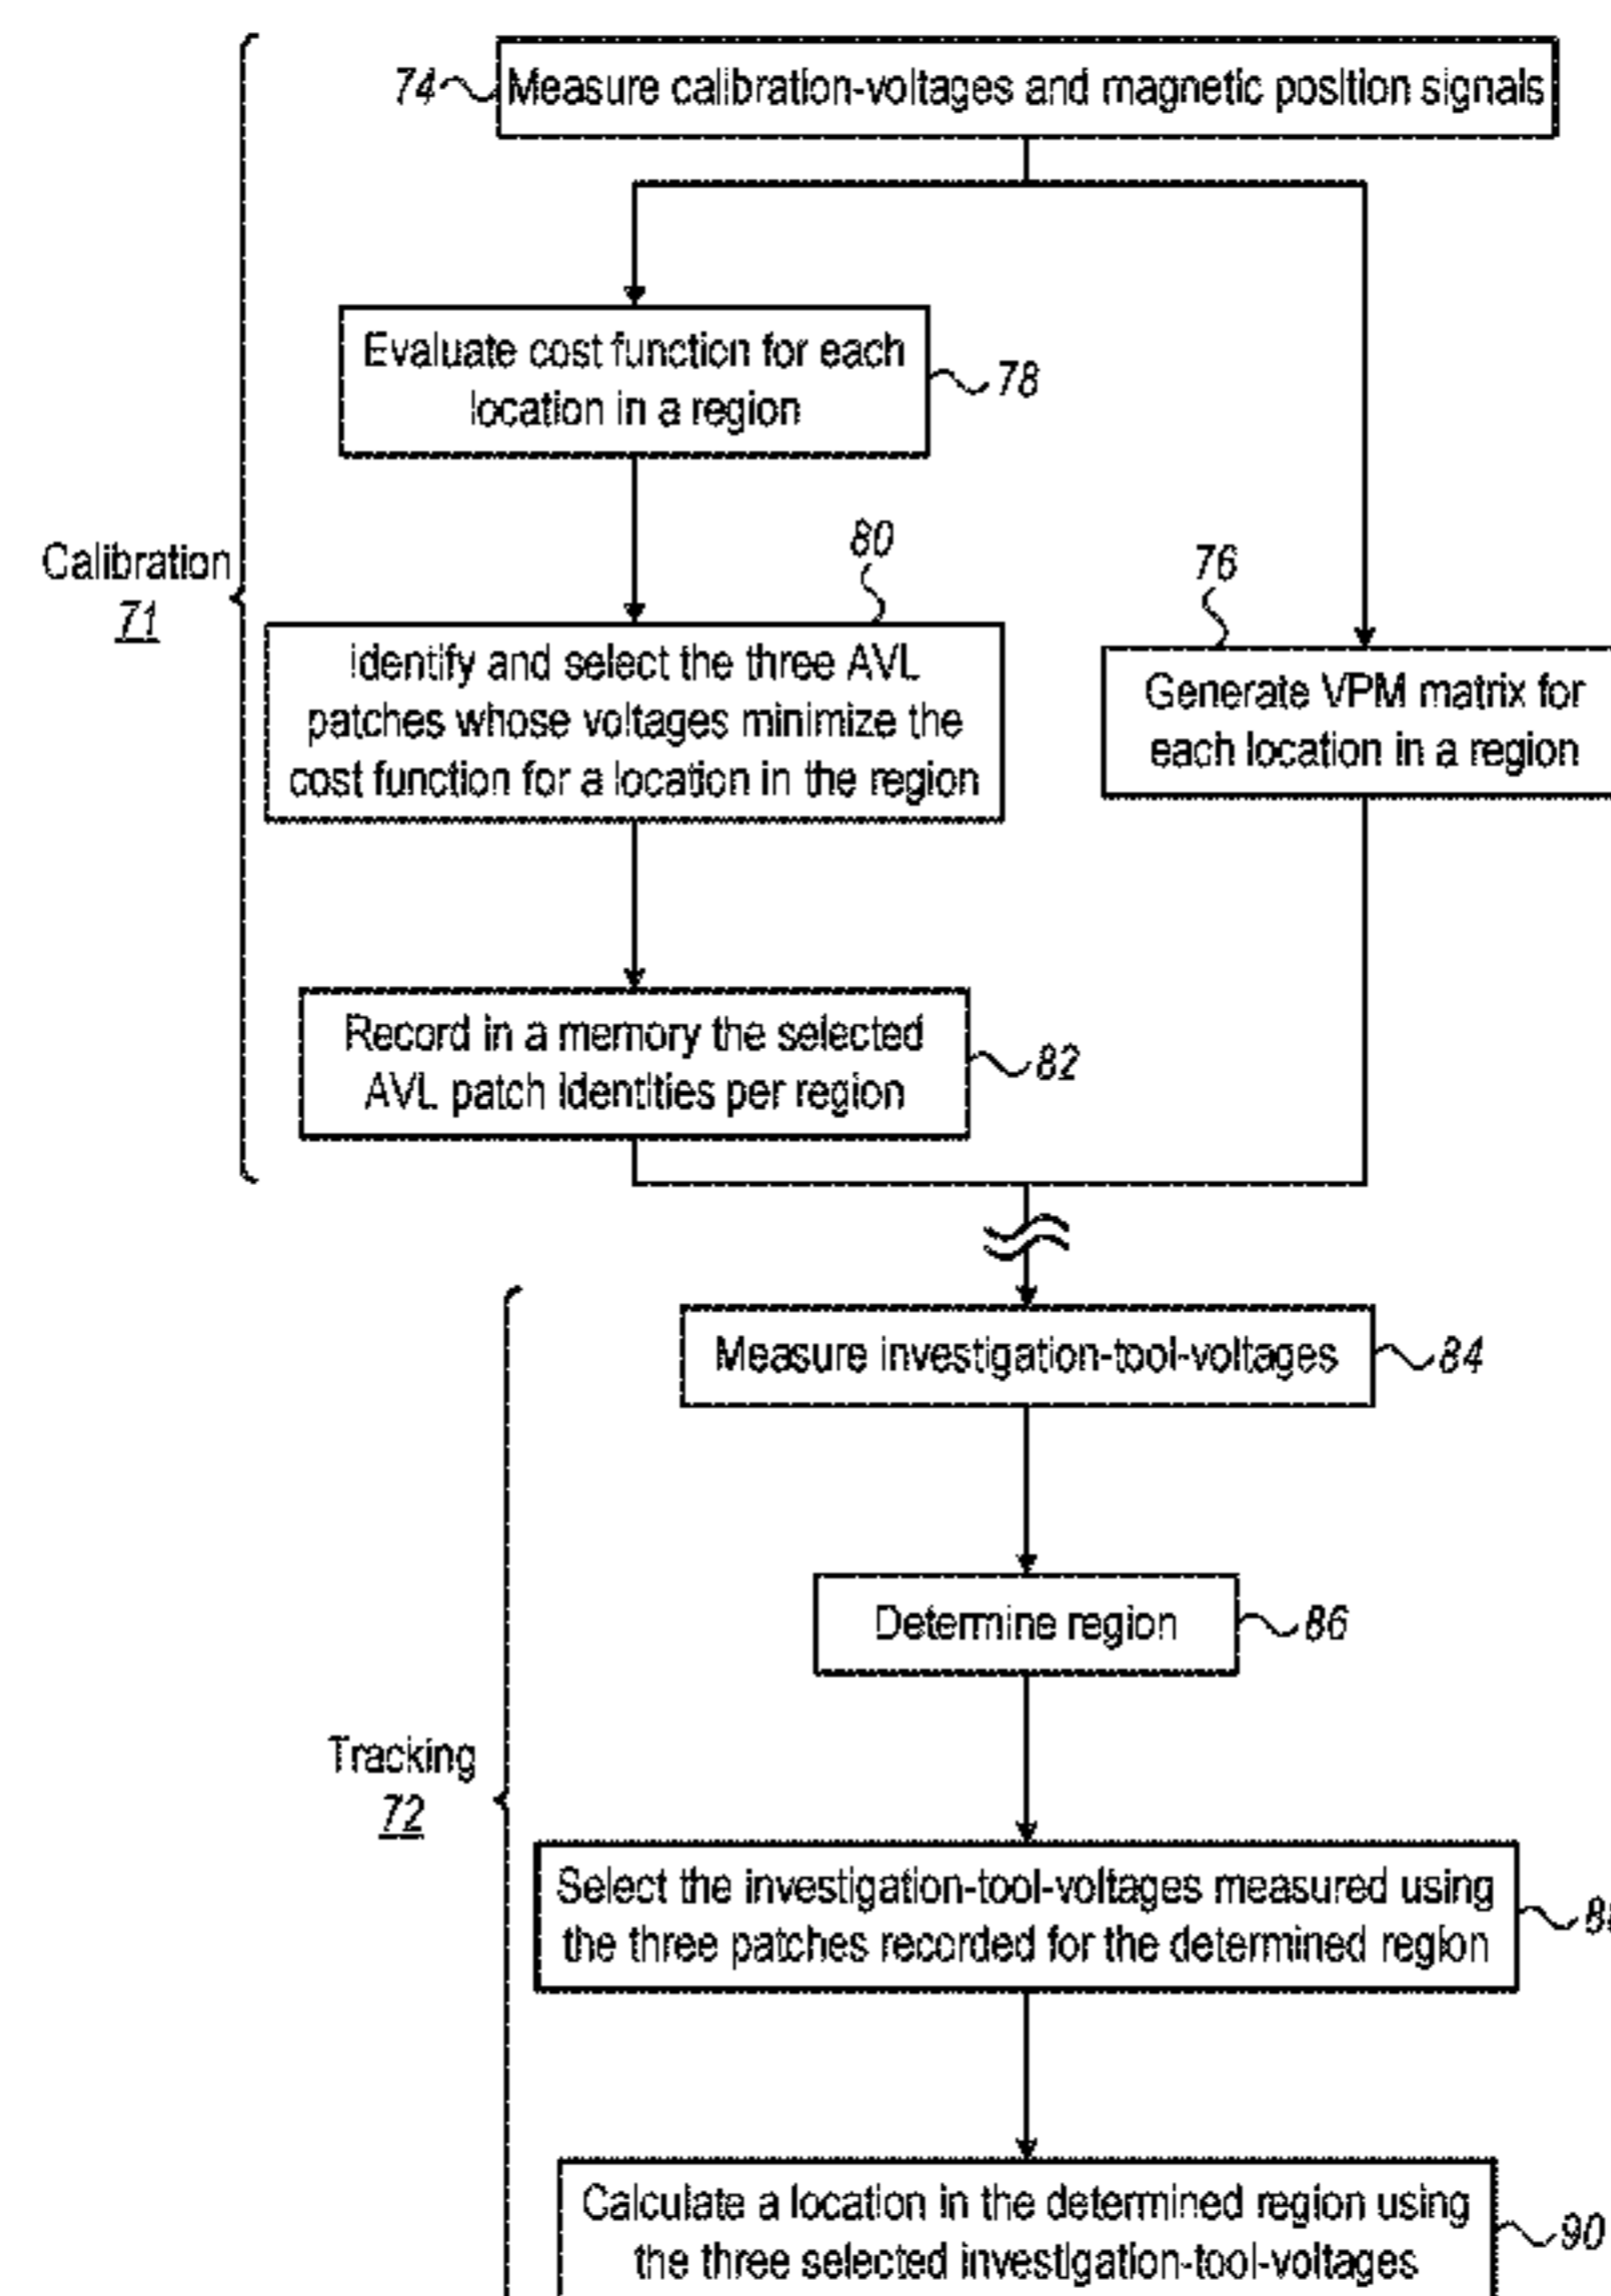 74
Measure calibration-voltages and magnetic position signals
Evaluate cost function for each
location in a region
78
80
76
Calibration
71
Identify and select the three AVL
patches whose voltages minimize the
cost function for a location in the region
Generate VPM matrix for
each location in a region
Record in a memory the selected
AVL patch identities per region
82
Measure investigation-tool-voltages
84
Determine region
86
Tracking
72
Select the investigation-tool-voltages measured using
the three patches recorded for the determined region
Calculate a location in the determined region using
the three selected investigation-tool-voltages
90